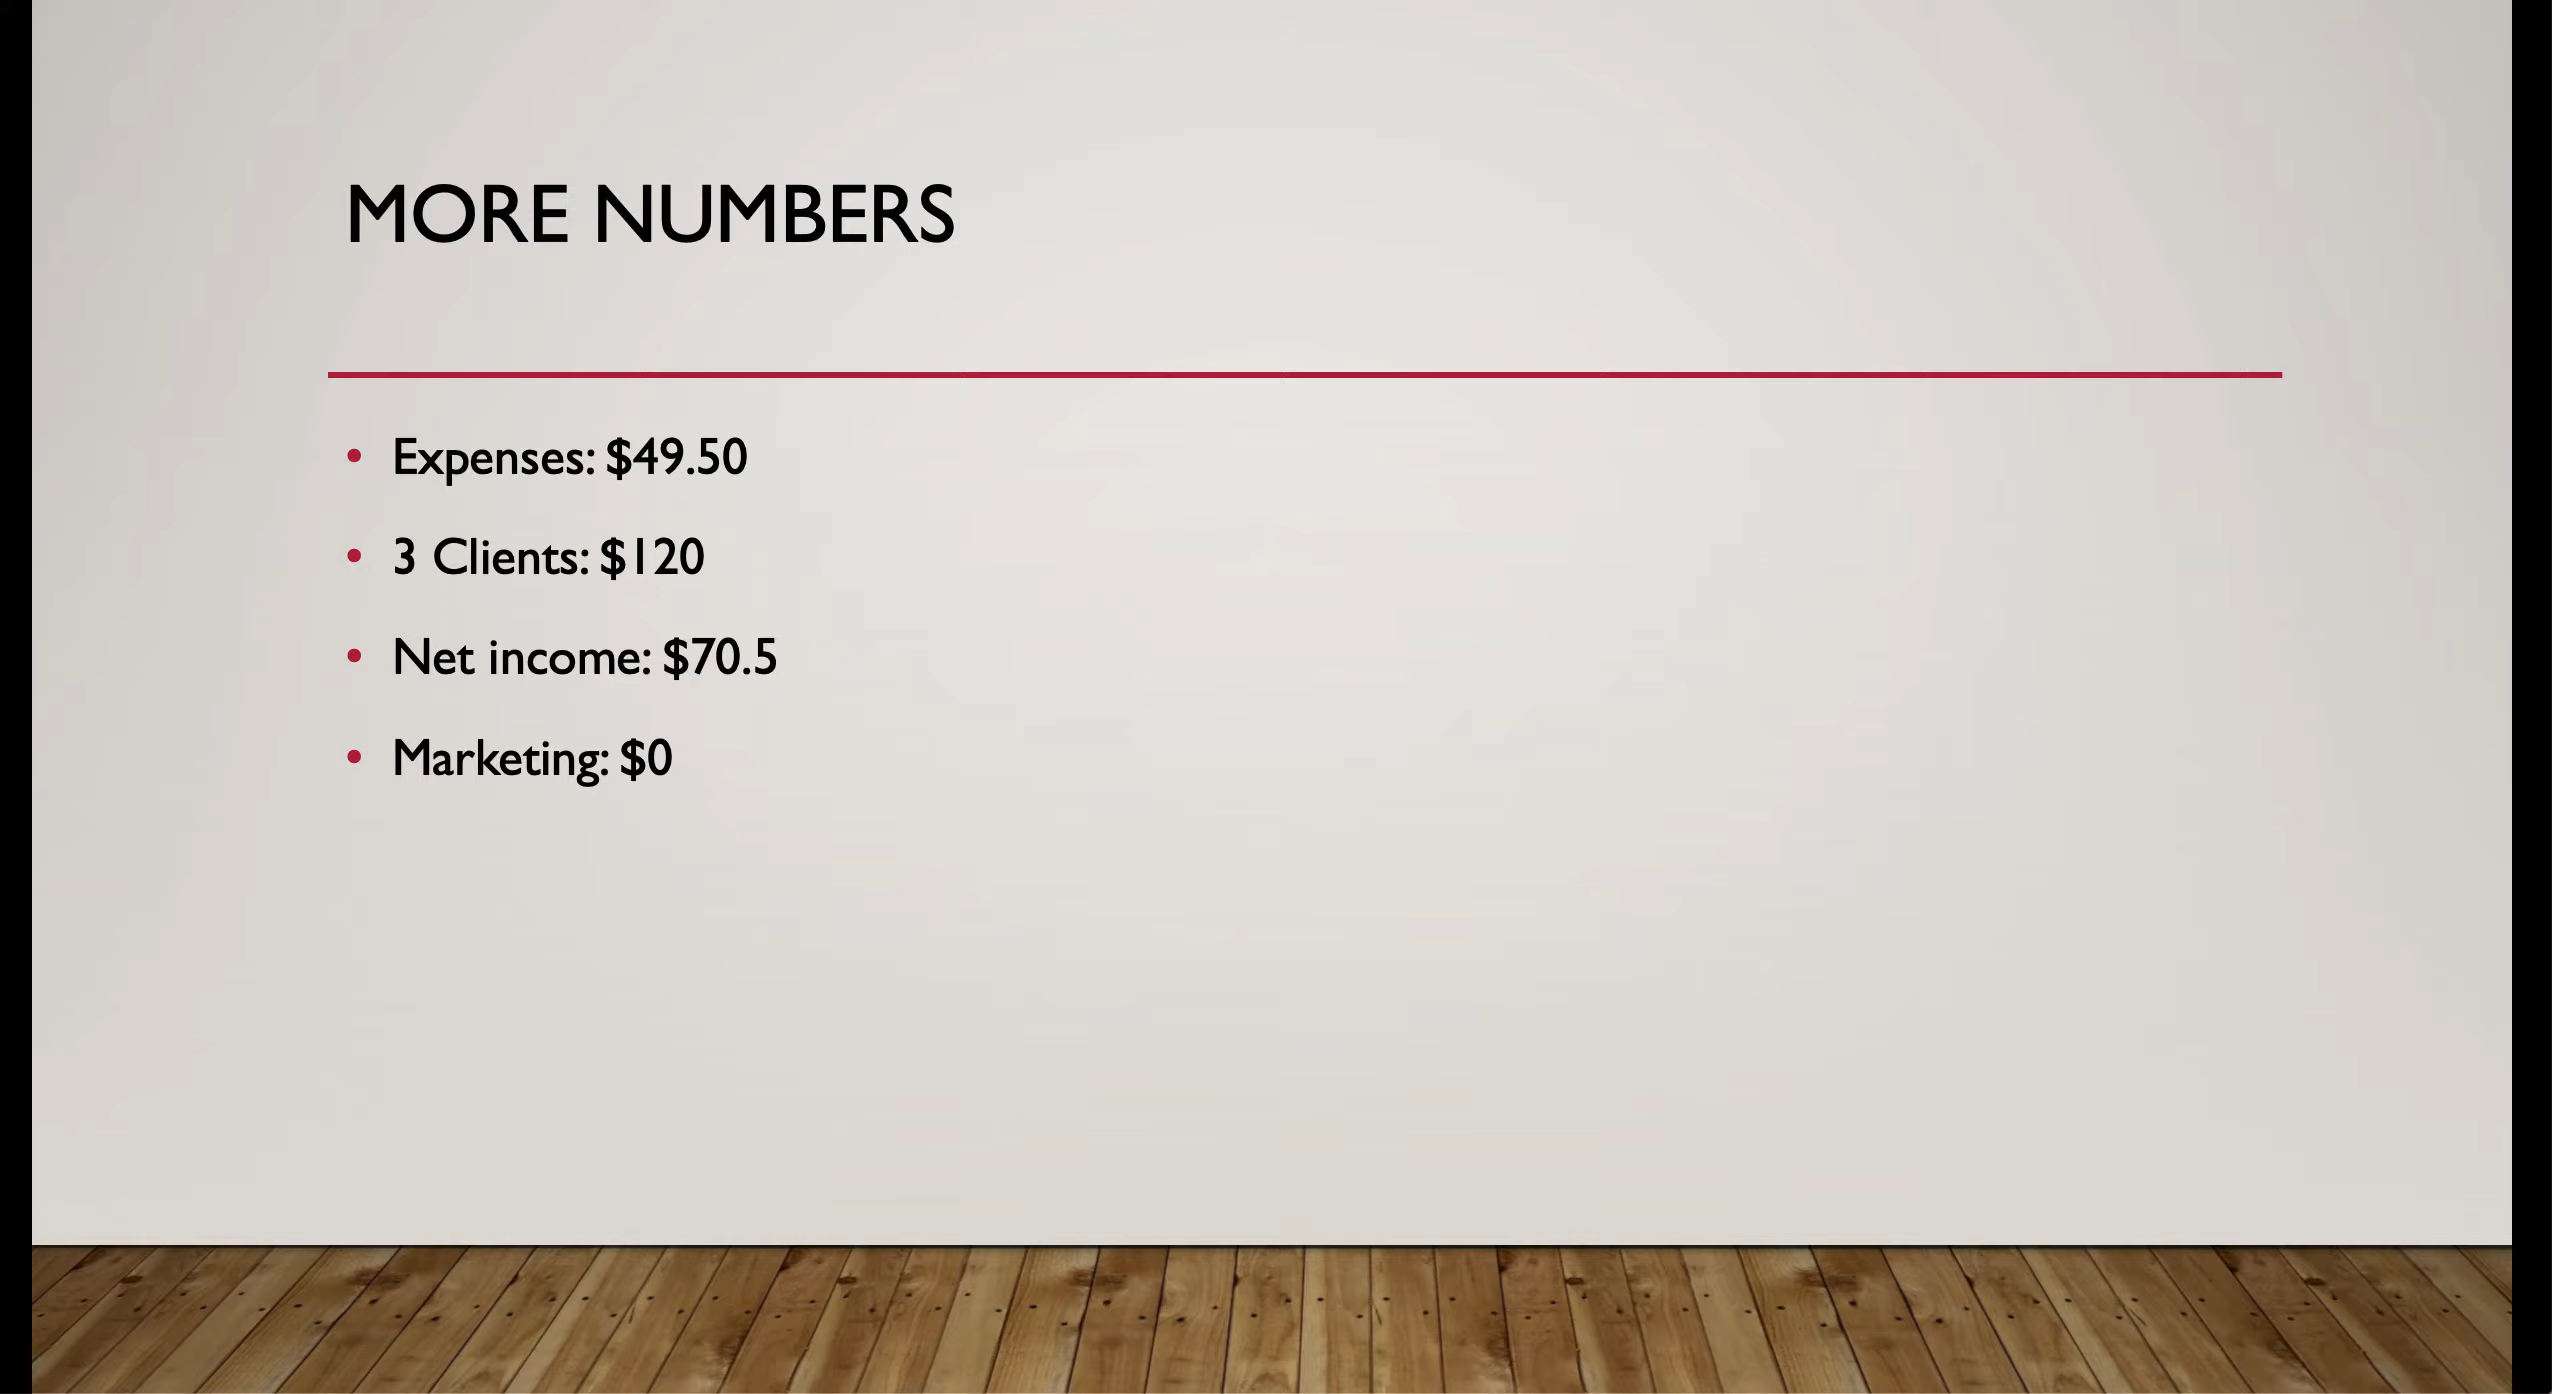 MORE NUMBERS
• Expenses: $49.50
• 3 Clients: $120
• Net income: $70.5
• Marketing: $0